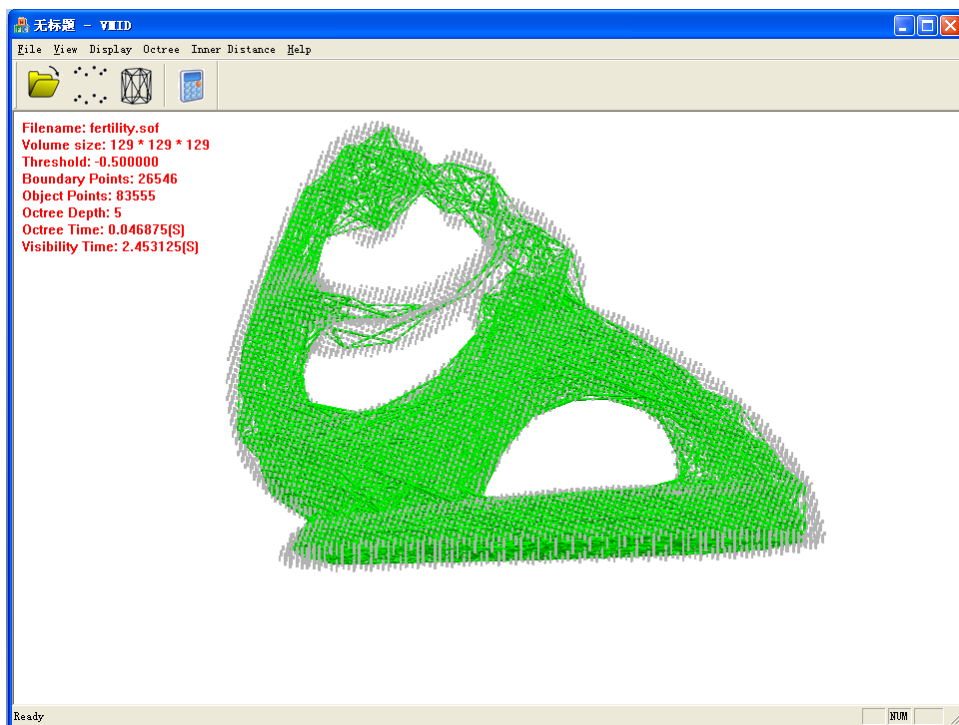 无标题 - VMID
File View Display Octree Inner Distance Help
Filename: fertility.sof
Volume size: 129 * 129 * 129
Threshold: -0.500000
Boundary Points: 26546
Object Points: 83555
Octree Depth: 5
Octree Time: 0.046875(S)
Visibility Time: 2.453125(S)
Ready NUM